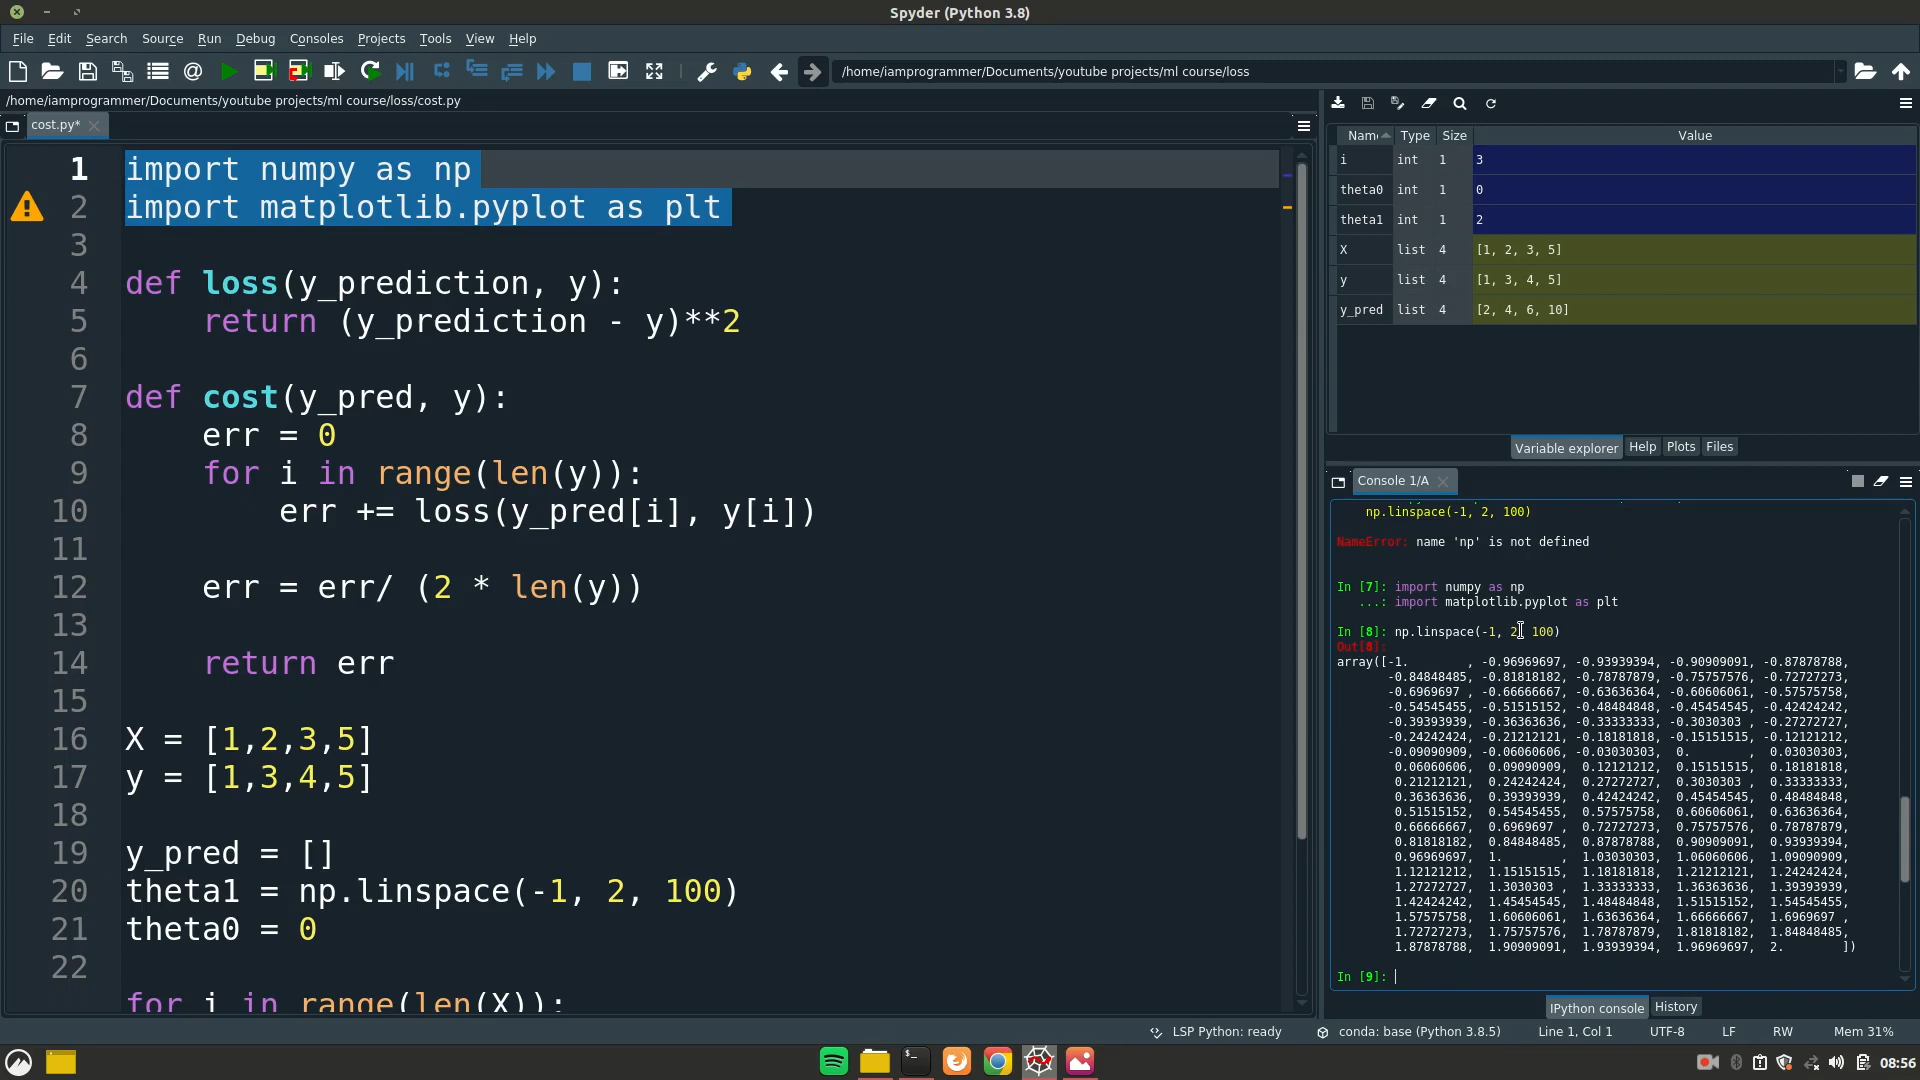 Spyder (Python 3.8)
File Edit Search Source Run Debug Consoles Projects Tools View Help
/home/iamprogrammer/Documents/youtube projects/ml course/loss
/home/iamprogrammer/Documents/youtube projects/ml course/loss/cost.py
cost.py*
1 import numpy as np
2 import matplotlib.pyplot as plt
3
4 def loss(y_prediction, y):
5 return (y_prediction - y)**2
6
7 def cost(y_pred, y):
8 err = 0
9 for i in range(len(y)):
10 err += loss(y_pred[i], y[i])
11
12 err = err/ (2 * len(y))
13
14 return err
15
16 X = [1,2,3,5]
17 y = [1,3,4,5]
18
19 y_pred = []
20 theta1 = np.linspace(-1, 2, 100)
21 theta0 = 0
22
for i in range(len(X)):
Name Type Size Value
i int 1 3
theta0 int 1 0
theta1 int 1 2
X list 4 [1, 2, 3, 5]
y list 4 [1, 3, 4, 5]
y_pred list 4 [2, 4, 6, 10]
Variable explorer Help Plots Files
Console 1/A
np.linspace(-1, 2, 100)
NameError: name 'np' is not defined
In [7]: import numpy as np
...: import matplotlib.pyplot as plt
In [8]: np.linspace(-1, 2, 100)
Out[8]:
array([-1. , -0.96969697, -0.93939394, -0.90909091, -0.87878788,
-0.84848485, -0.81818182, -0.78787879, -0.75757576, -0.72727273,
-0.6969697 , -0.66666667, -0.63636364, -0.60606061, -0.57575758,
-0.54545455, -0.51515152, -0.48484848, -0.45454545, -0.42424242,
-0.39393939, -0.36363636, -0.33333333, -0.3030303 , -0.27272727,
-0.24242424, -0.21212121, -0.18181818, -0.15151515, -0.12121212,
-0.09090909, -0.06060606, -0.03030303, 0. , 0.03030303,
0.06060606, 0.09090909, 0.12121212, 0.15151515, 0.18181818,
0.21212121, 0.24242424, 0.27272727, 0.3030303 , 0.33333333,
0.36363636, 0.39393939, 0.42424242, 0.45454545, 0.48484848,
0.51515152, 0.54545455, 0.57575758, 0.60606061, 0.63636364,
0.66666667, 0.6969697 , 0.72727273, 0.75757576, 0.78787879,
0.81818182, 0.84848485, 0.87878788, 0.90909091, 0.93939394,
0.96969697, 1. , 1.03030303, 1.06060606, 1.09090909,
1.12121212, 1.15151515, 1.18181818, 1.21212121, 1.24242424,
1.27272727, 1.3030303 , 1.33333333, 1.36363636, 1.39393939,
1.42424242, 1.45454545, 1.48484848, 1.51515152, 1.54545455,
1.57575758, 1.60606061, 1.63636364, 1.66666667, 1.6969697 ,
1.72727273, 1.75757576, 1.78787879, 1.81818182, 1.84848485,
1.87878788, 1.90909091, 1.93939394, 1.96969697, 2. ])
In [9]:
IPython console History
LSP Python: ready conda: base (Python 3.8.5) Line 1, Col 1 UTF-8 LF RW Mem 31%
08:56